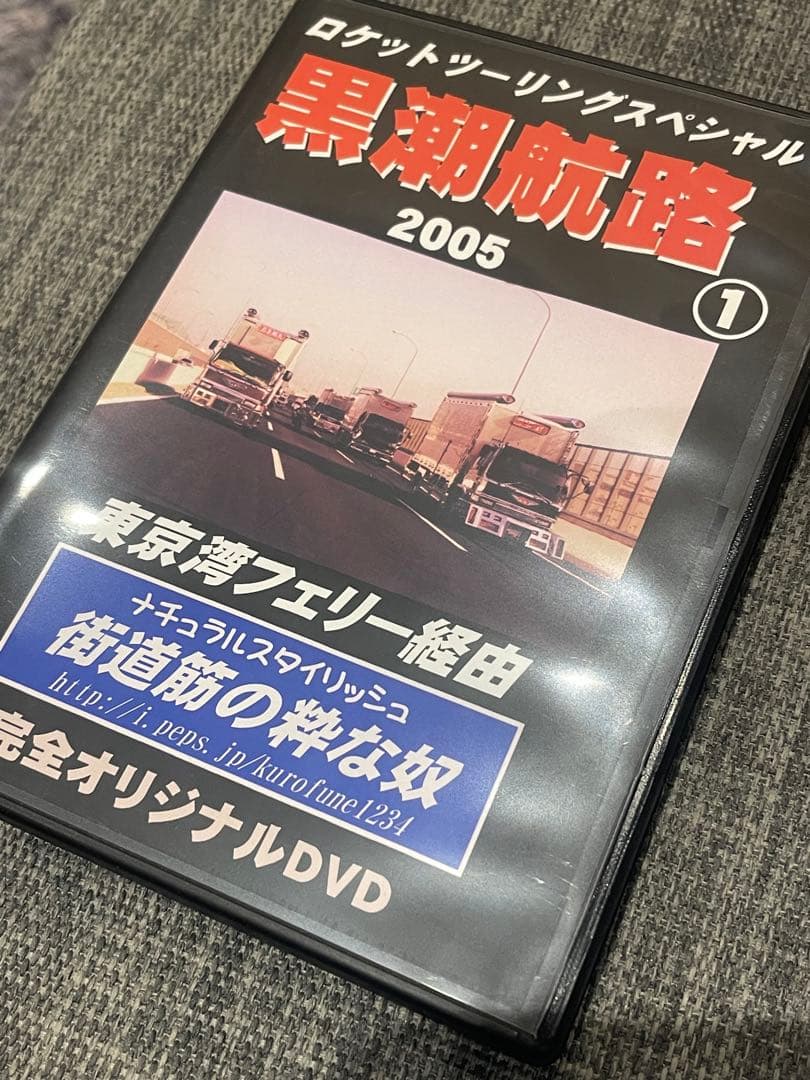 ロケットツーリングスペシャル
黒潮航路
2005
①
東京湾フェリー経由
ナチュラルスタイリッシュ
街道筋の粋な奴
http://i.peps.jp/kurofune1234
完全オリジナルDVD